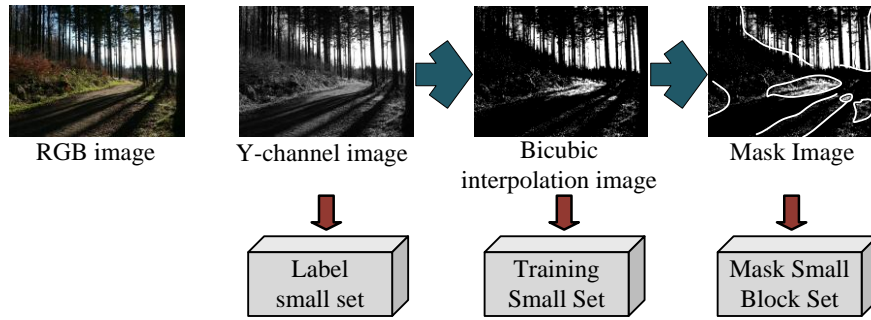 RGB image
Y-channel image
Bicubic
interpolation image
Mask Image
Label
small set
Training
Small Set
Mask Small
Block Set